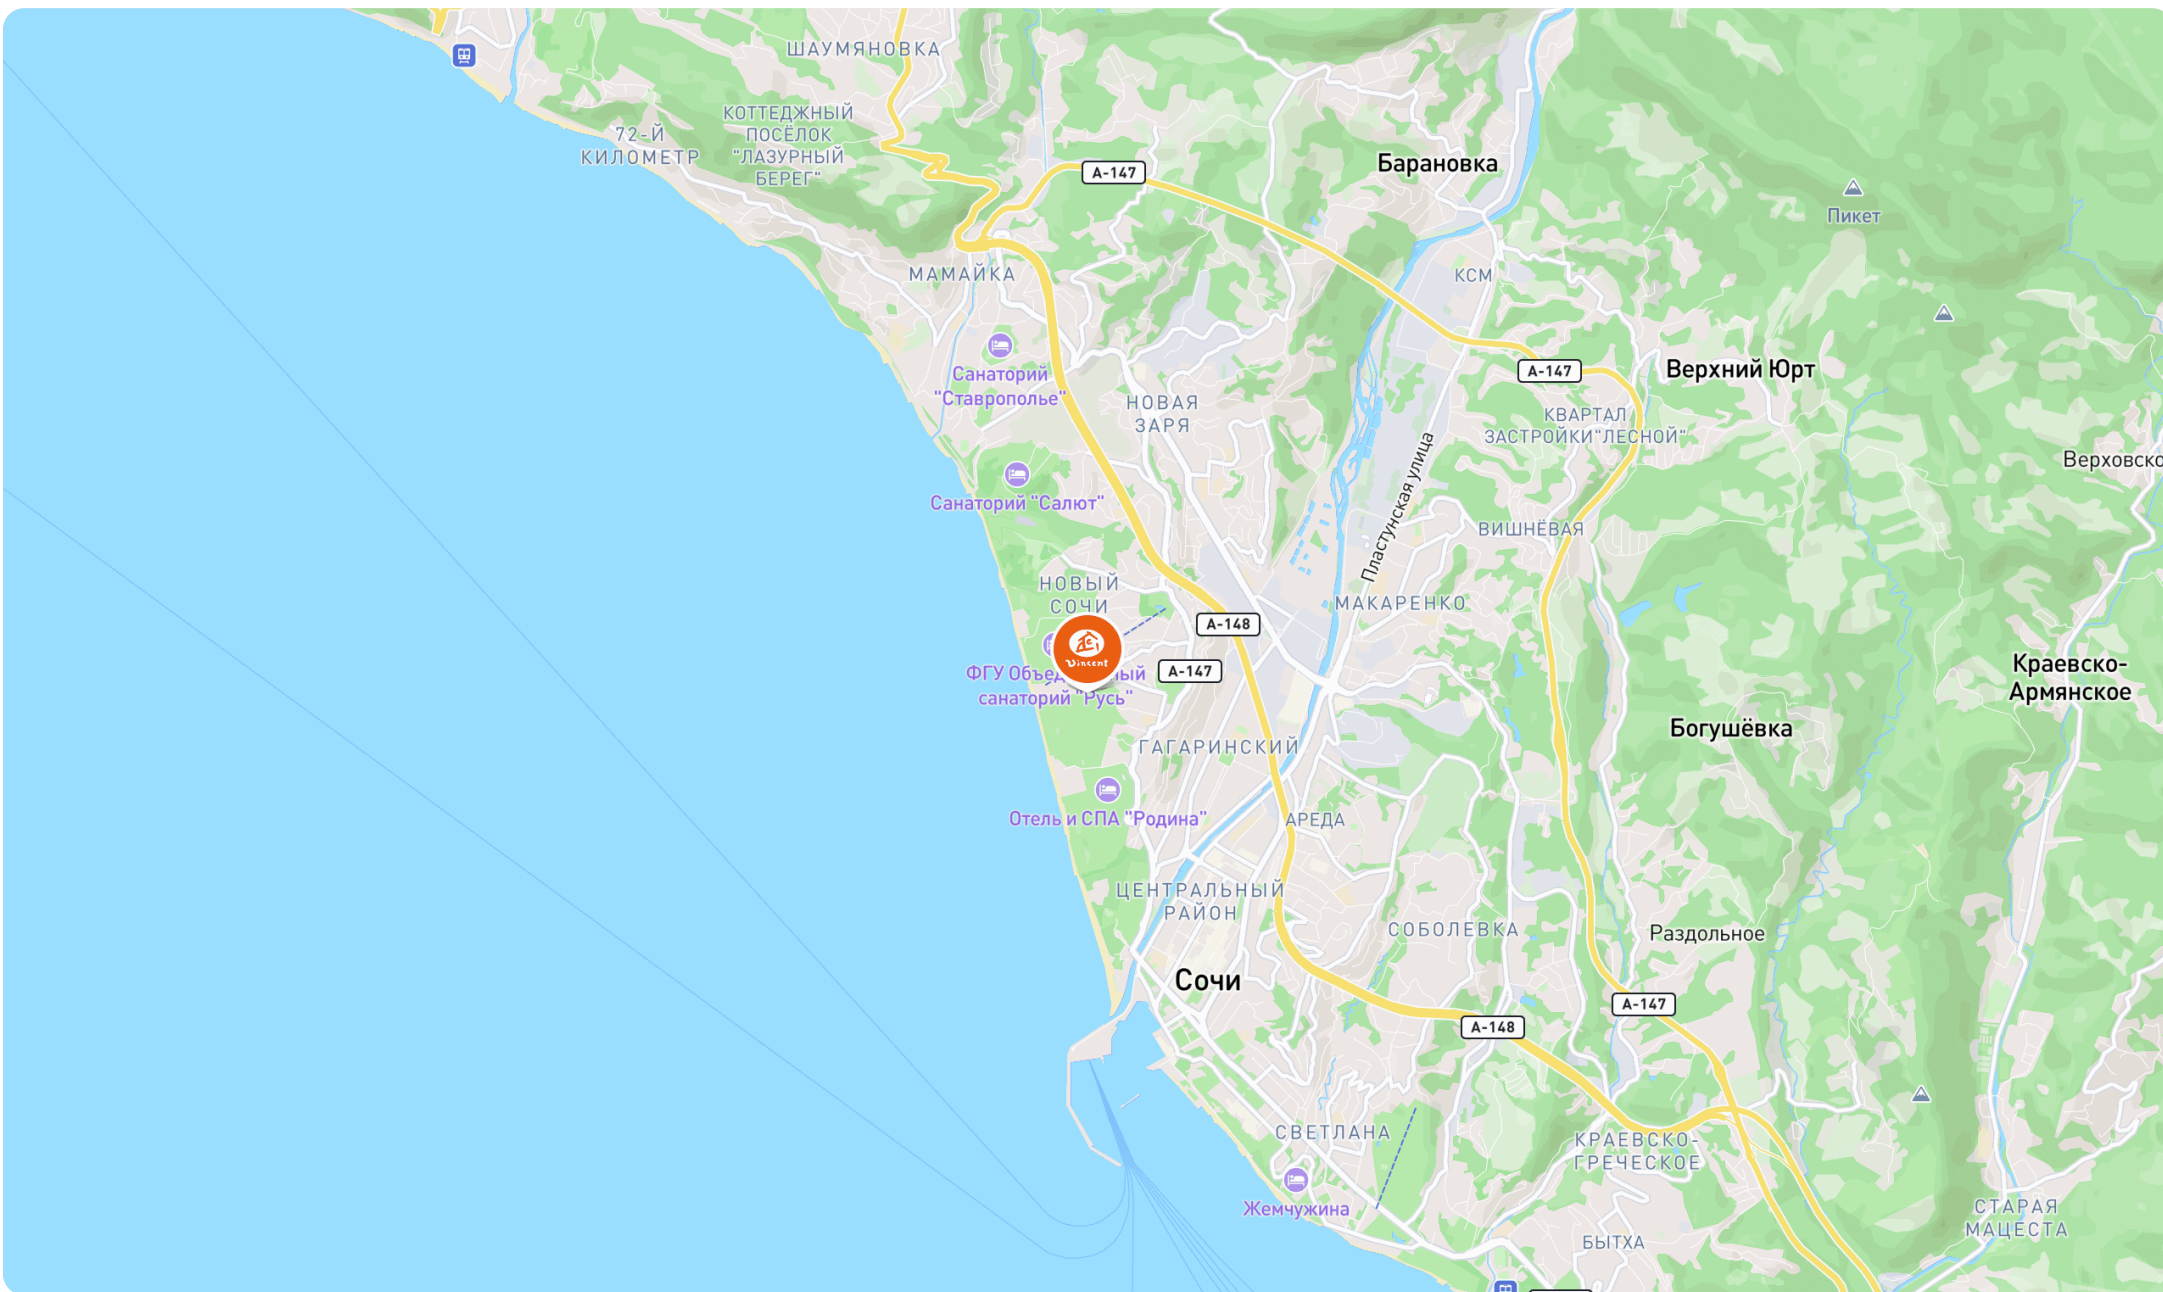 ШАУМЯНОВКА
КОТТЕДЖНЫЙ
ПОСЁЛОК
"ЛАЗУРНЫЙ
БЕРЕГ"
72-Й
КИЛОМЕТР
А-147
Барановка
Пикет
МАМАЙКА
КСМ
Санаторий
"Ставрополье"
НОВАЯ
ЗАРЯ
А-147
Верхний Юрт
КВАРТАЛ
ЗАСТРОЙКИ "ЛЕСНОЙ"
Верховско
Пластунская улица
Санаторий "Салют"
ВИШНЁВАЯ
НОВЫЙ
СОЧИ
МАКАРЕНКО
А-148
Vincent
А-147
ФГУ Объед ный
санаторий "Русь"
Краевско-
Армянское
Богушёвка
ГАГАРИНСКИЙ
Отель и СПА "Родина"
АРЕДА
ЦЕНТРАЛЬНЫЙ
РАЙОН
СОБОЛЕВКА
Раздольное
Сочи
А-147
А-148
СВЕТЛАНА
КРАЕВСКО-
ГРЕЧЕСКОЕ
Жемчужина
СТАРАЯ
МАЦЕСТА
БЫТХА